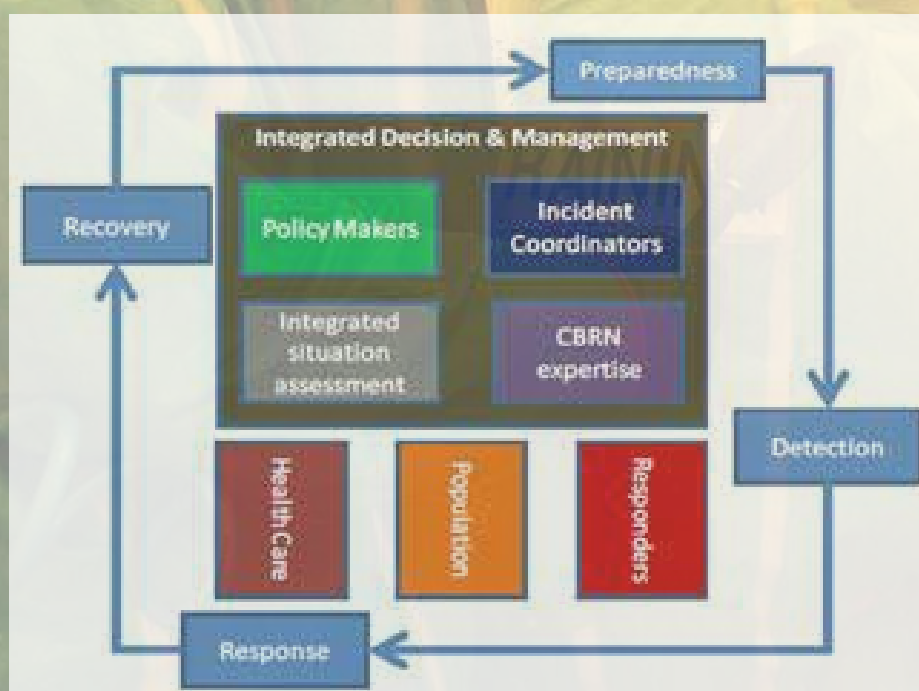 Preparedness
Integrated Decision & Management
Recovery
Policy Makers
Incident
Coordinators
Integrated
situation
assessment
CBRN
expertise
Detection
Health Care
Population
Responders
Response